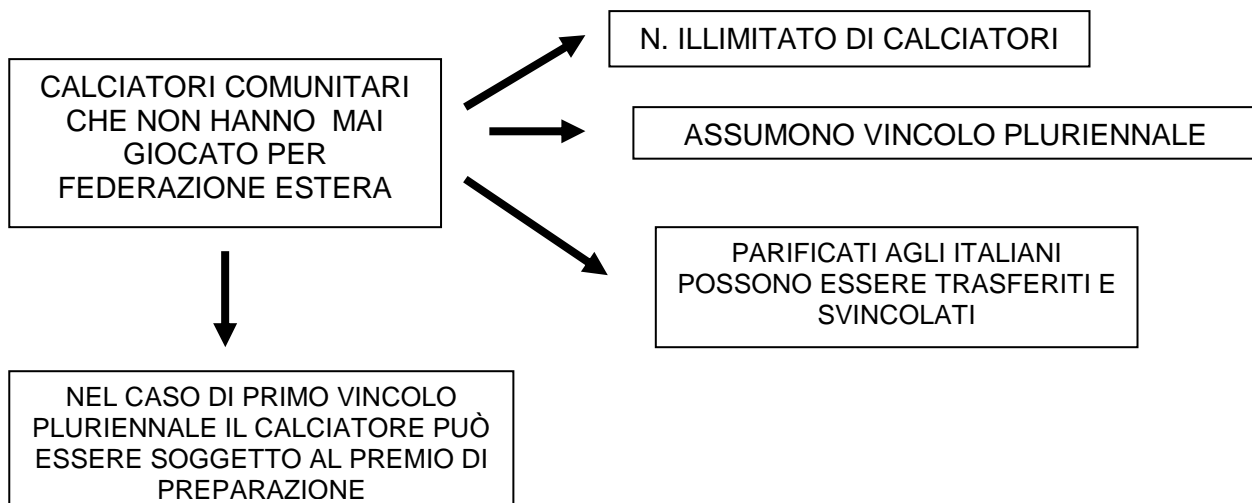 N. ILLIMITATO DI CALCIATORI
CALCIATORI COMUNITARI
CHE NON HANNO MAI
GIOCATO PER
FEDERAZIONE ESTERA
ASSUMONO VINCOLO PLURIENNALE
PARIFICATI AGLI ITALIANI
POSSONO ESSERE TRASFERITI E
SVINCOLATI
NEL CASO DI PRIMO VINCOLO
PLURIENNALE IL CALCIATORE PUÒ
ESSERE SOGGETTO AL PREMIO DI
PREPARAZIONE